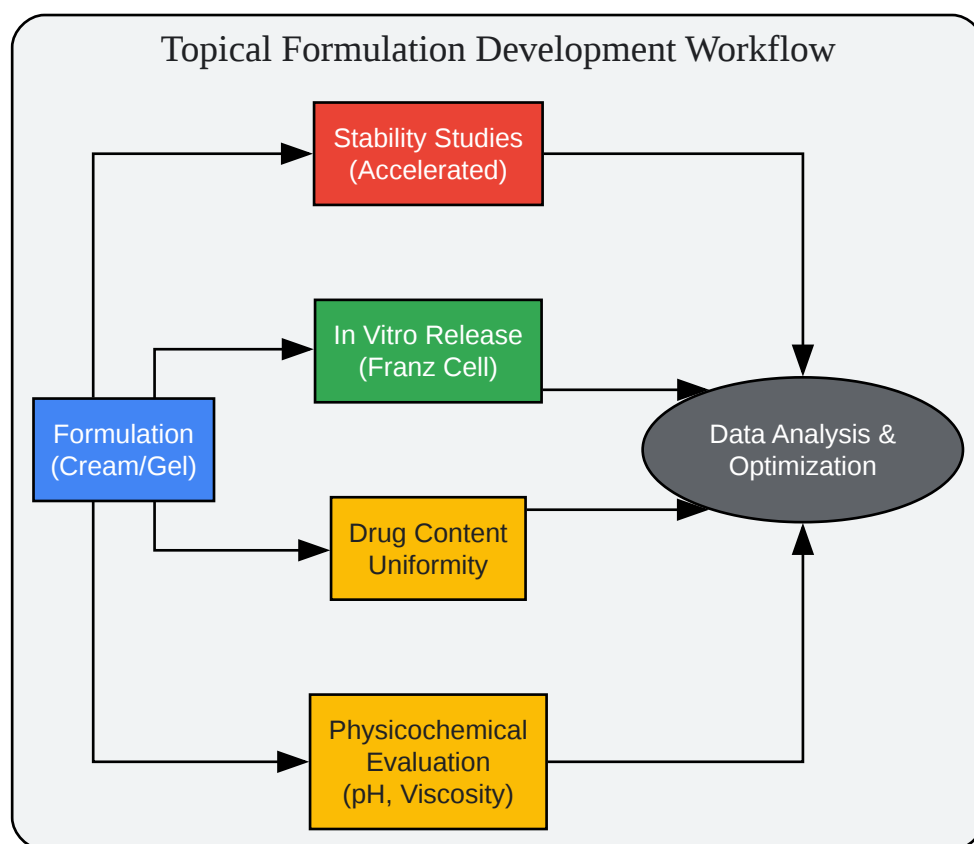 Topical Formulation Development Workflow
Stability Studies
(Accelerated)
In Vitro Release
(Franz Cell)
Formulation
(Cream/Gel)
Data Analysis &
Optimization
Drug Content
Uniformity
Physicochemical
Evaluation
(pH, Viscosity)